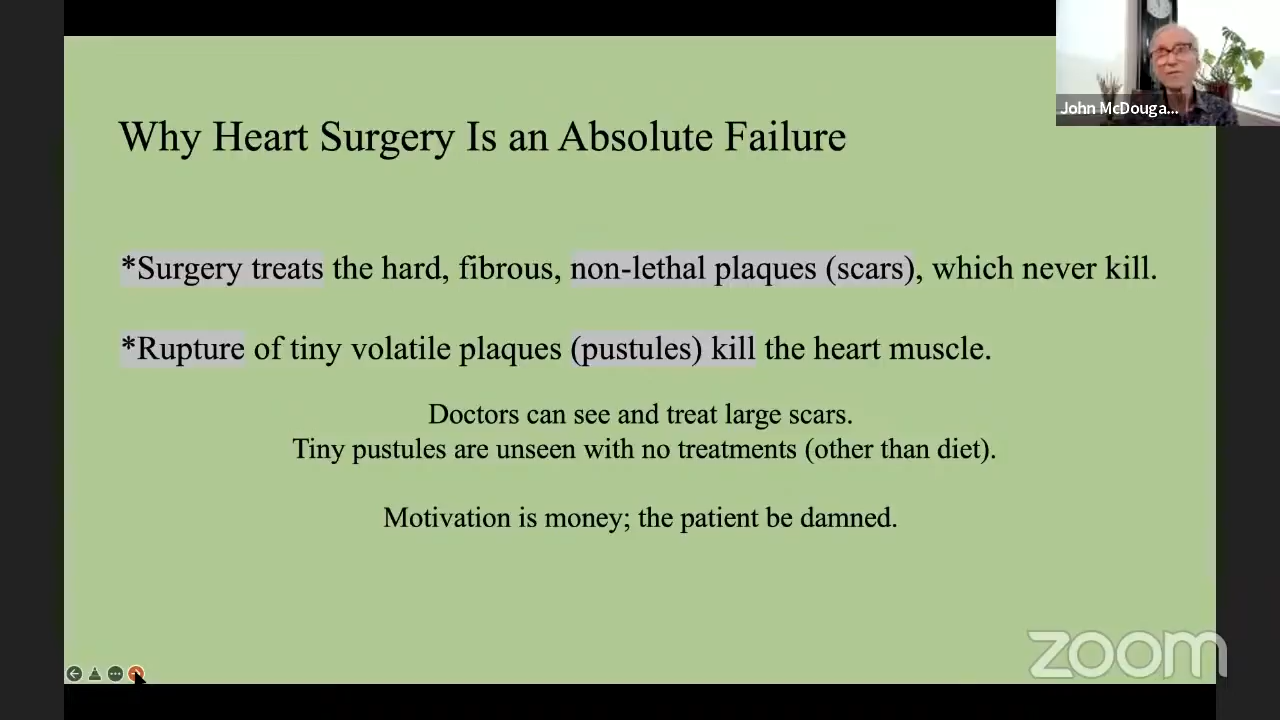 John McDouga...
Why Heart Surgery Is an Absolute Failure
*Surgery treats the hard, fibrous, non-lethal plaques (scars), which never kill.
*Rupture of tiny volatile plaques (pustules) kill the heart muscle.
Doctors can see and treat large scars.
Tiny pustules are unseen with no treatments (other than diet).
Motivation is money; the patient be damned.
zoom